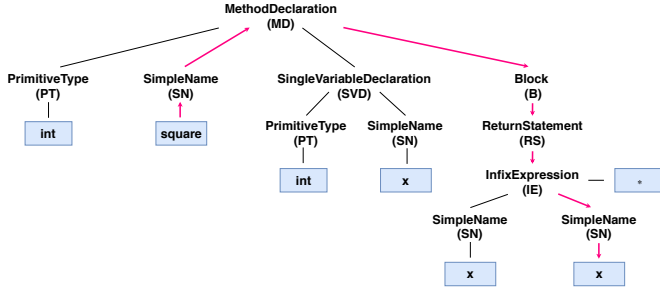 MethodDeclaration
(MD)
PrimitiveType
(PT)
SimpleName
(SN)
SingleVariableDeclaration
(SVD)
Block
(B)
int
square
PrimitiveType
(PT)
SimpleName
(SN)
ReturnStatement
(RS)
int
x
InfixExpression
(IE)
*
SimpleName
(SN)
SimpleName
(SN)
x
x